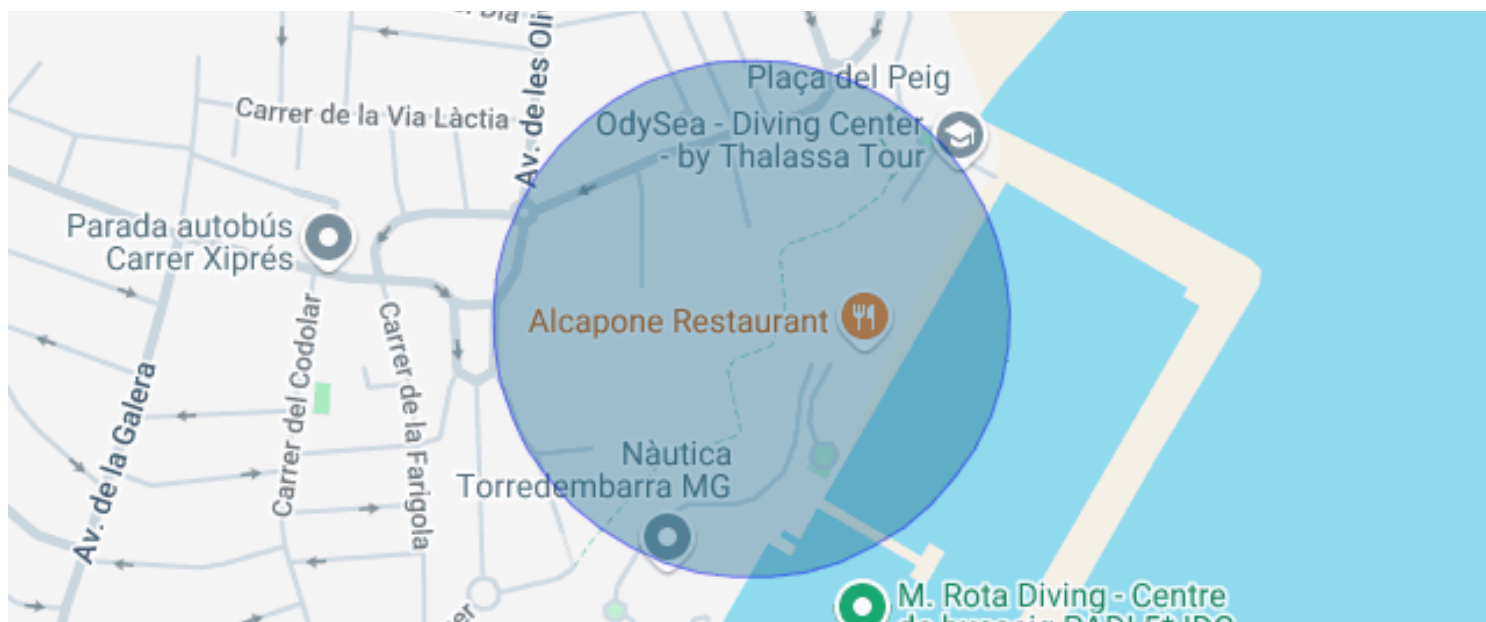 Av. de les Oli
Plaça del Peig
Carrer de la Via Làctia
OdySea - Diving Center
- by Thalassa Tour
Parada autobús
Carrer Xiprés
Alcapone Restaurant
Carrer del Codolar
Carrer de la Farigola
Av. de la Galera
Nàutica
Torredembarra MG
M. Rota Diving - Centre